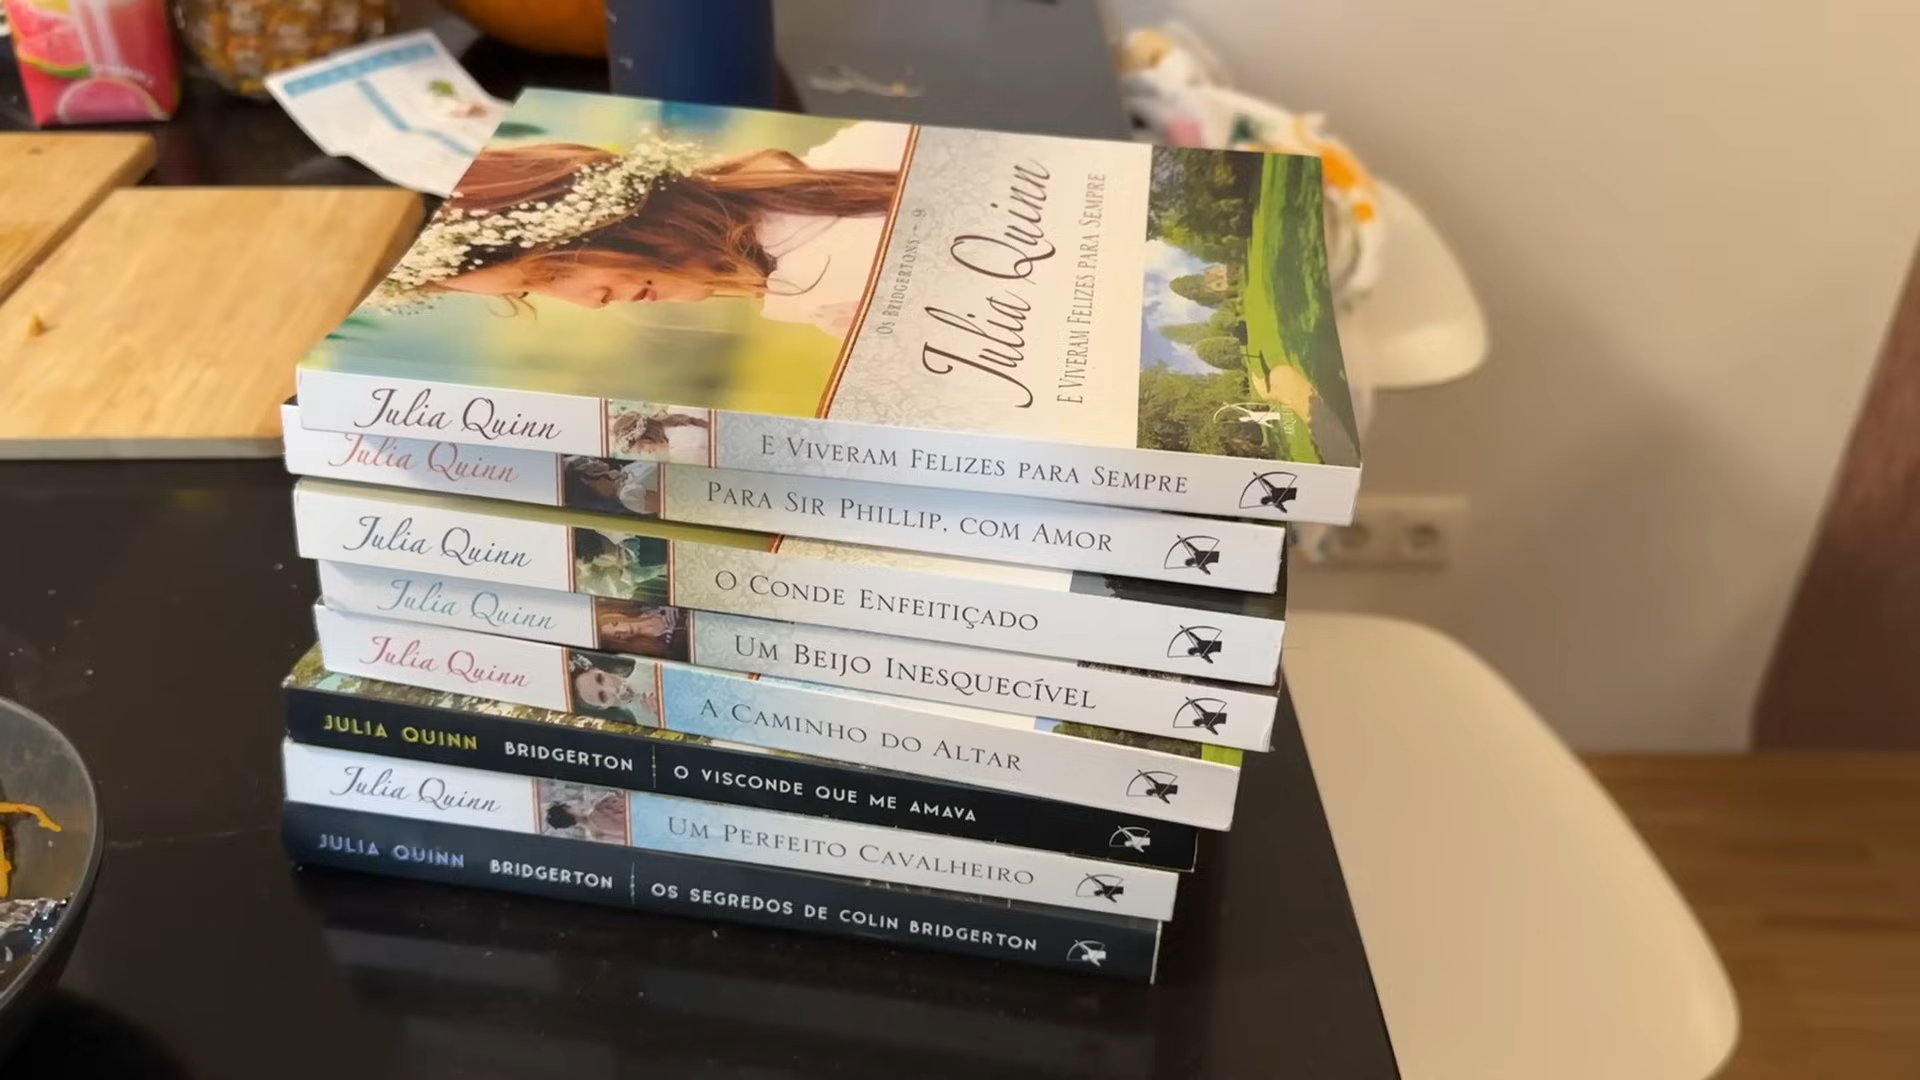 Os Bridgertons – 9
Julia Quinn
E Viveram Felizes para Sempre
Julia Quinn E Viveram Felizes para Sempre
Julia Quinn Para Sir Phillip, com Amor
Julia Quinn O Conde Enfeitiçado
Julia Quinn Um Beijo Inesquecível
Julia Quinn A Caminho do Altar
JULIA QUINN BRIDGERTON O VISCONDE QUE ME AMAVA
Julia Quinn Um Perfeito Cavalheiro
JULIA QUINN BRIDGERTON OS SEGREDOS DE COLIN BRIDGERTON